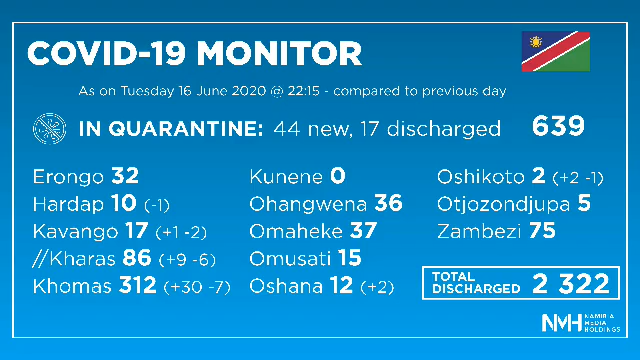 COVID-19 MONITOR
As on Tuesday 16 June 2020 @ 22:15 - compared to previous day
IN QUARANTINE: 44 new, 17 discharged 639
Erongo 32
Hardap 10 (-1)
Kavango 17 (+1 -2)
//Kharas 86 (+9 -6)
Khomas 312 (+30 -7)
Kunene 0
Ohangwena 36
Omaheke 37
Omusati 15
Oshana 12 (+2)
Oshikoto 2 (+2 -1)
Otjozondjupa 5
Zambezi 75
TOTAL
DISCHARGED 2 322
NMH NAMIBIA
MEDIA
HOLDINGS